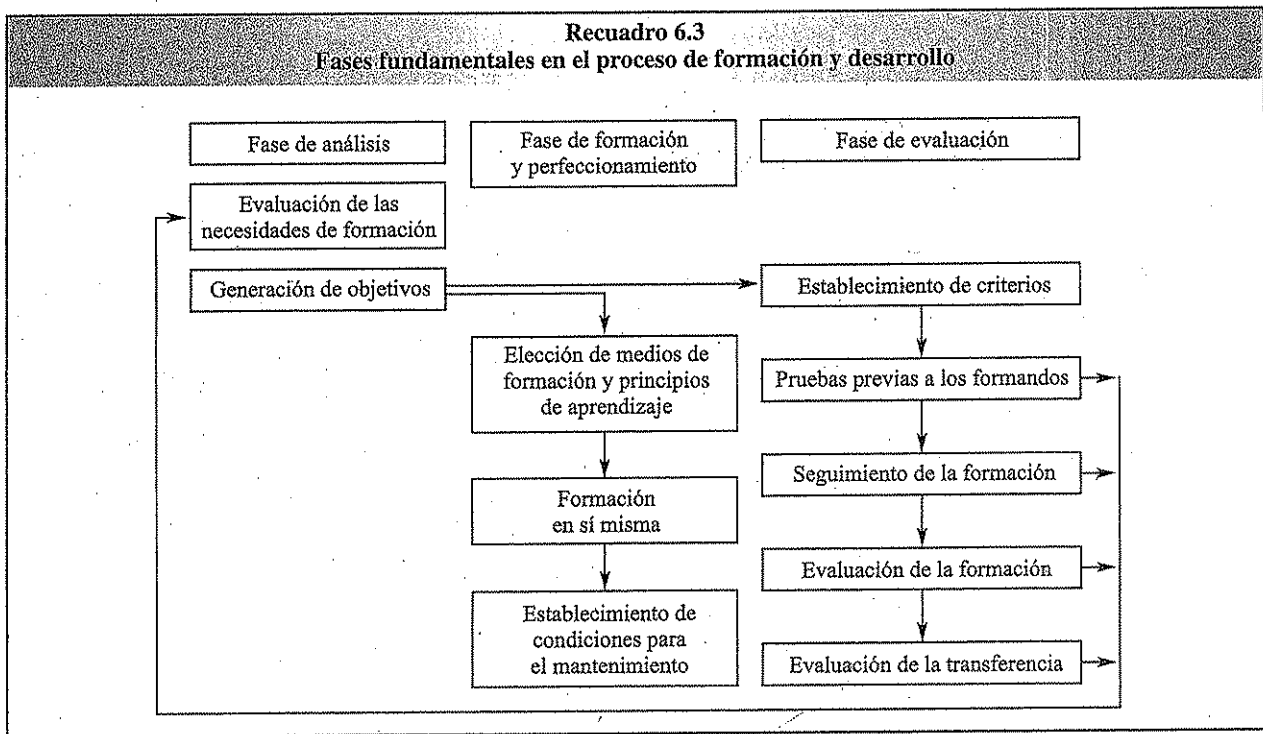 Recuadro 6.3
Fases fundamentales en el proceso de formación y desarrollo
Fase de análisis
Fase de formación
y perfeccionamiento
Fase de evaluación
Evaluación de las
necesidades de formación
Generación de objetivos
Establecimiento de criterios
Elección de medios de
formación y principios
de aprendizaje
Pruebas previas a los formandos
Seguimiento de la formación
Formación
en sí misma
Evaluación de la formación
Establecimiento de
condiciones para
el mantenimiento
Evaluación de la transferencia